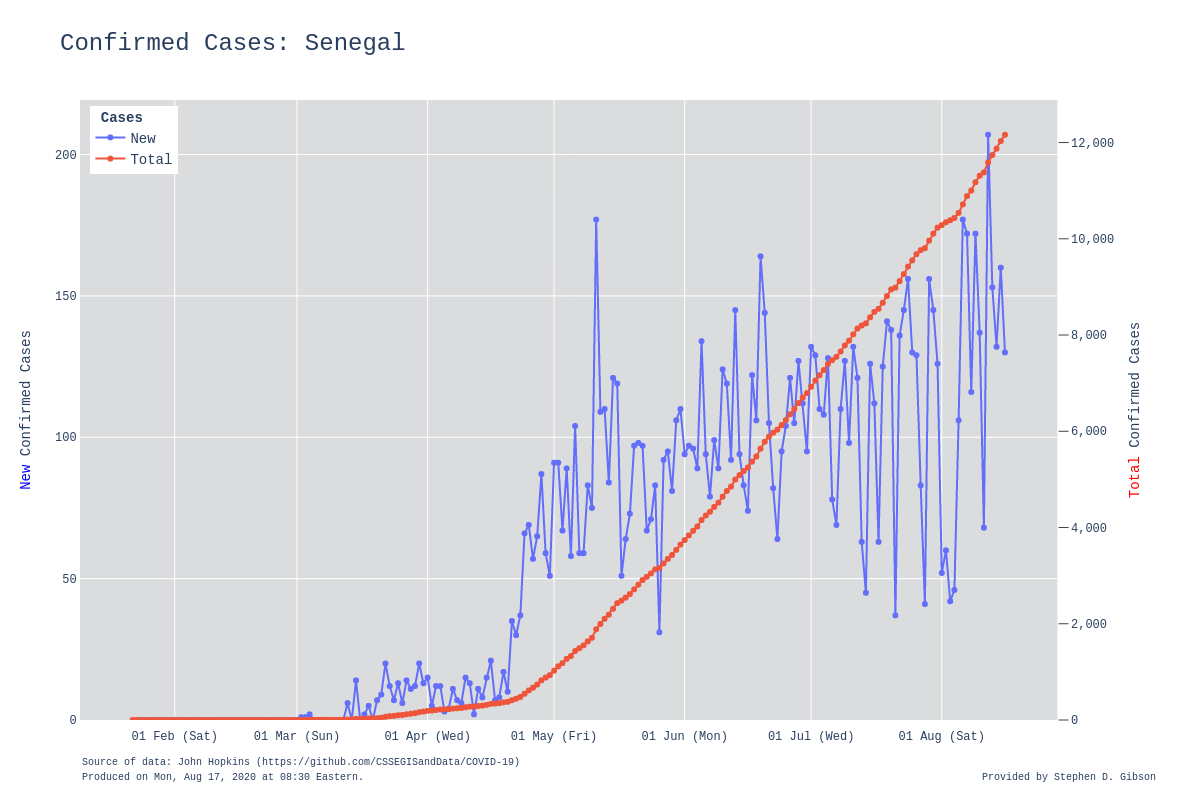 Confirmed Cases: Senegal
Cases
New
Total
200
150
100
50
0
12,000
10,000
8,000
6,000
4,000
2,000
0
New Confirmed Cases
Total Confirmed Cases
01 Feb (Sat)
01 Mar (Sun)
01 Apr (Wed)
01 May (Fri)
01 Jun (Mon)
01 Jul (Wed)
01 Aug (Sat)
Source of data: John Hopkins (https://github.com/CSSEGISandData/COVID-19)
Produced on Mon, Aug 17, 2020 at 08:30 Eastern.
Provided by Stephen D. Gibson